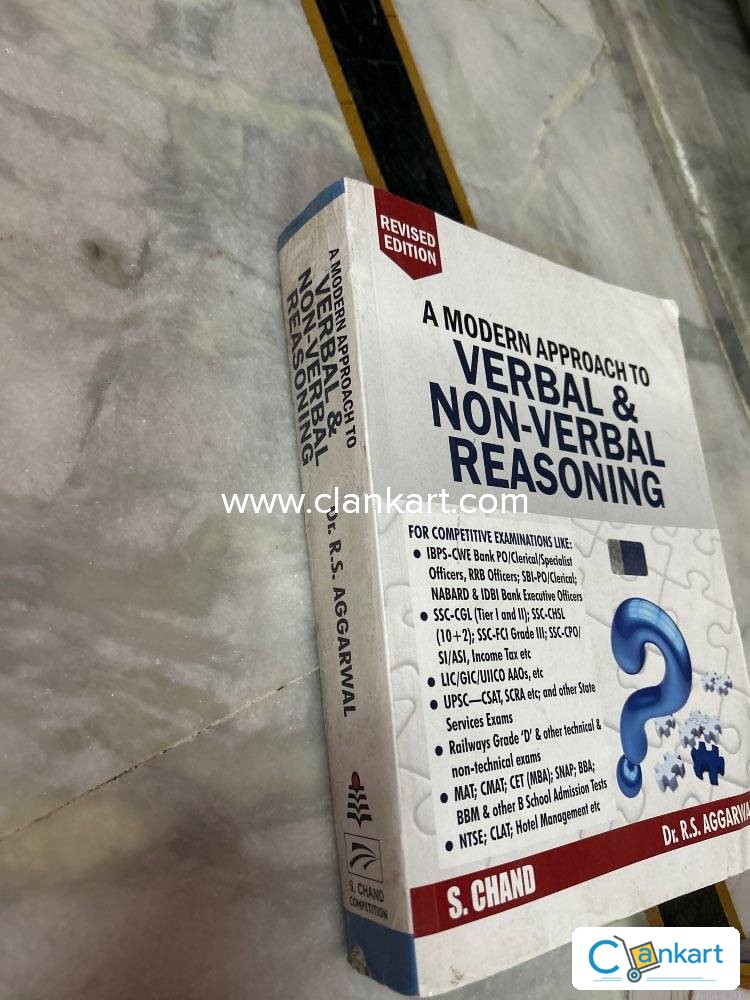 REVISED
EDITION
A MODERN APPROACH TO
VERBAL &
NON-VERBAL
REASONING
FOR COMPETITIVE EXAMINATIONS LIKE:
• IBPS-CWE Bank PO/Clerical/Specialist
Officers, RRB Officers; SBI-PO/Clerical;
NABARD & IDBI Bank Executive Officers
• SSC-CGL (Tier I and II); SSC-CHSL
(10+2); SSC-FCI Grade III; SSC-CPO/
SI/ASI, Income Tax etc
• LIC/GIC/UIICO AAOs, etc
• UPSC—CSAT, SCRA etc; and other State
Services Exams
• Railways Grade 'D' & other technical &
non-technical exams
• MAT; CMAT; CET (MBA); SNAP; BBA;
BBM & other B School Admission Tests
• NTSE; CLAT; Hotel Management etc
S. CHAND
Dr. R.S. AGGARWA
A MODERN APPROACH TO
VERBAL &
NON-VERBAL
REASONING
Dr. R.S. AGGARWAL
S. CHAND
COMPETITION
www.clankart.com
Clankart